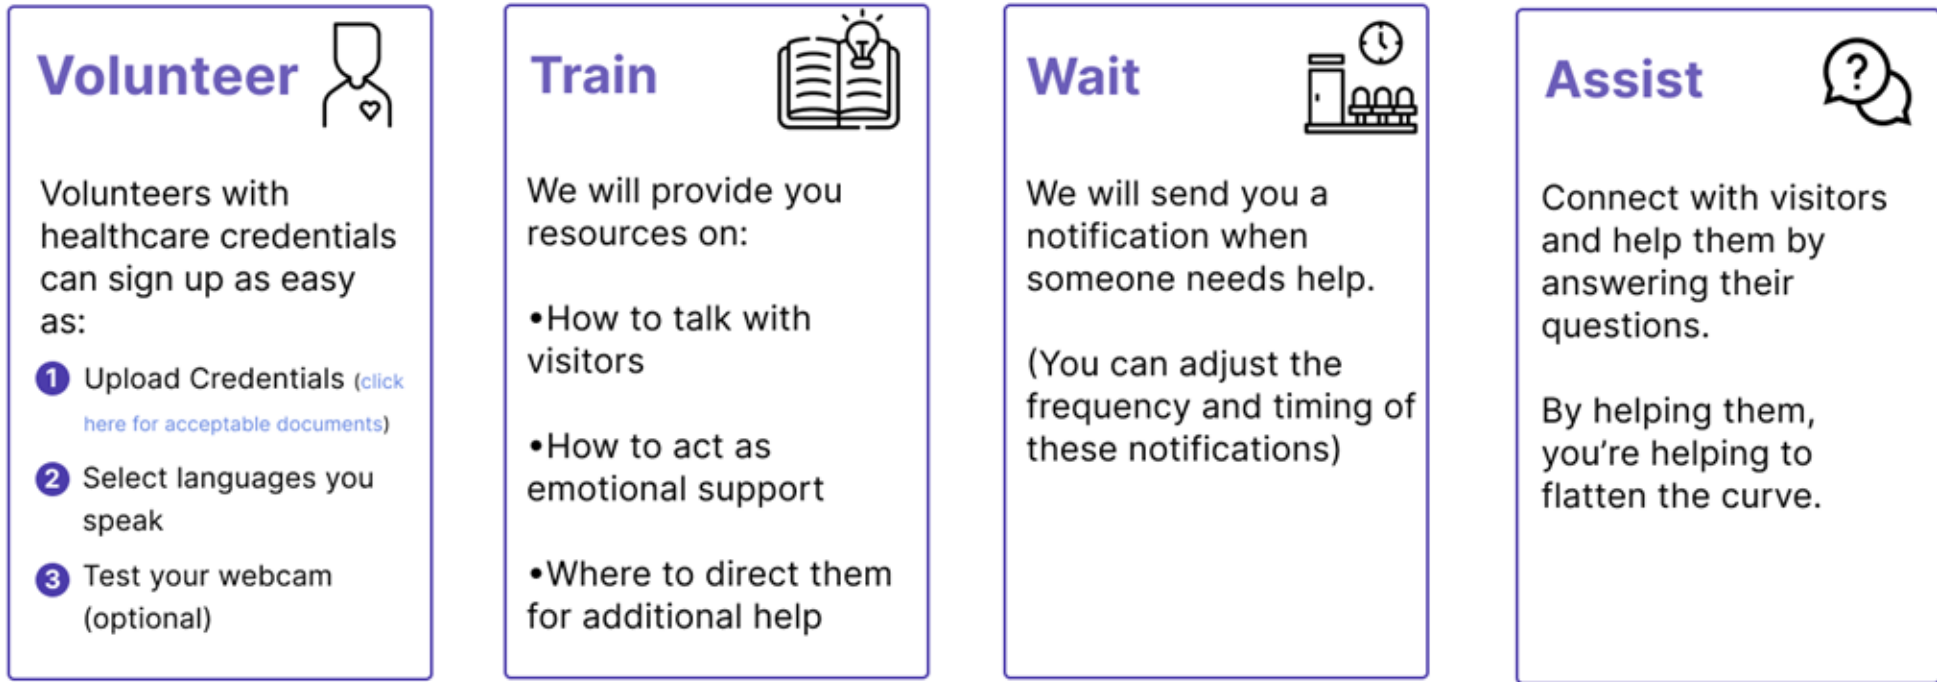 Volunteer
Volunteers with
healthcare credentials
can sign up as easy
as:
1 Upload Credentials (click
here for acceptable documents)
2 Select languages you
speak
3 Test your webcam
(optional)
Train
We will provide you
resources on:
•How to talk with
visitors
•How to act as
emotional support
•Where to direct them
for additional help
Wait
We will send you a
notification when
someone needs help.
(You can adjust the
frequency and timing of
these notifications)
Assist
?
Connect with visitors
and help them by
answering their
questions.
By helping them,
you’re helping to
flatten the curve.